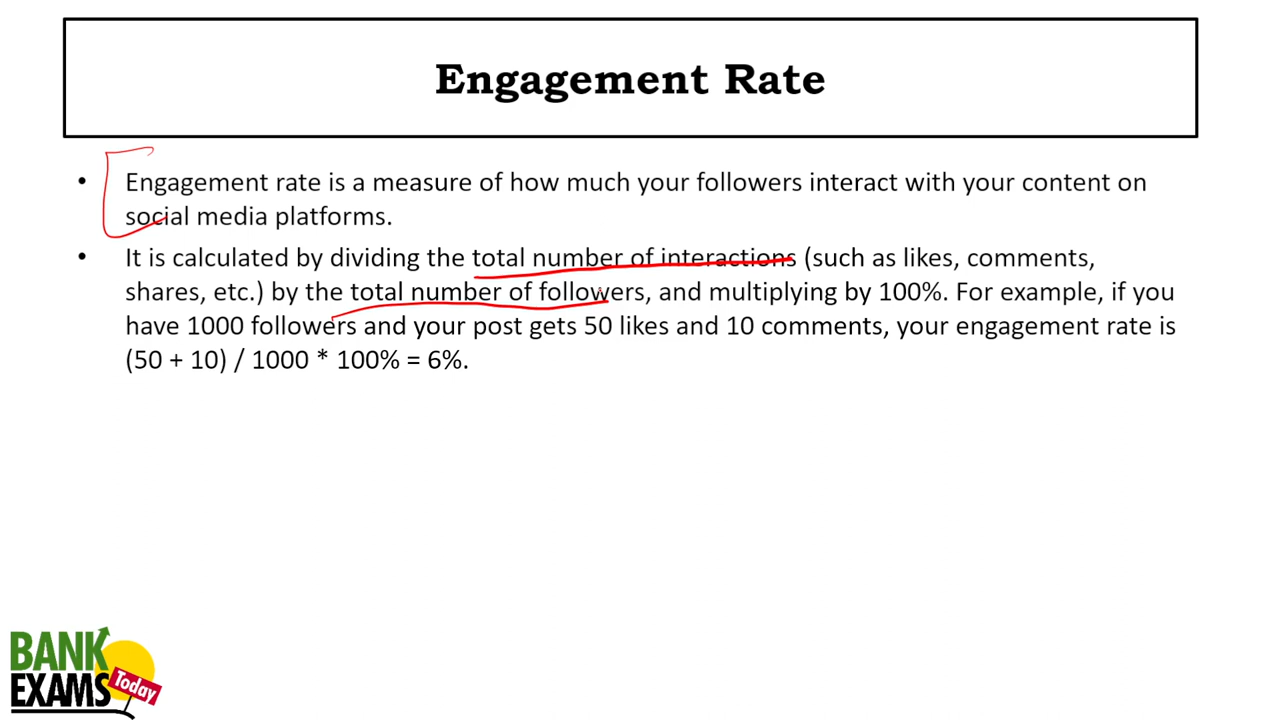 Engagement Rate
• Engagement rate is a measure of how much your followers interact with your content on
social media platforms.
• It is calculated by dividing the total number of interactions (such as likes, comments,
shares, etc.) by the total number of followers, and multiplying by 100%. For example, if you
have 1000 followers and your post gets 50 likes and 10 comments, your engagement rate is
(50 + 10) / 1000 * 100% = 6%.
BANK
EXAMS
Today